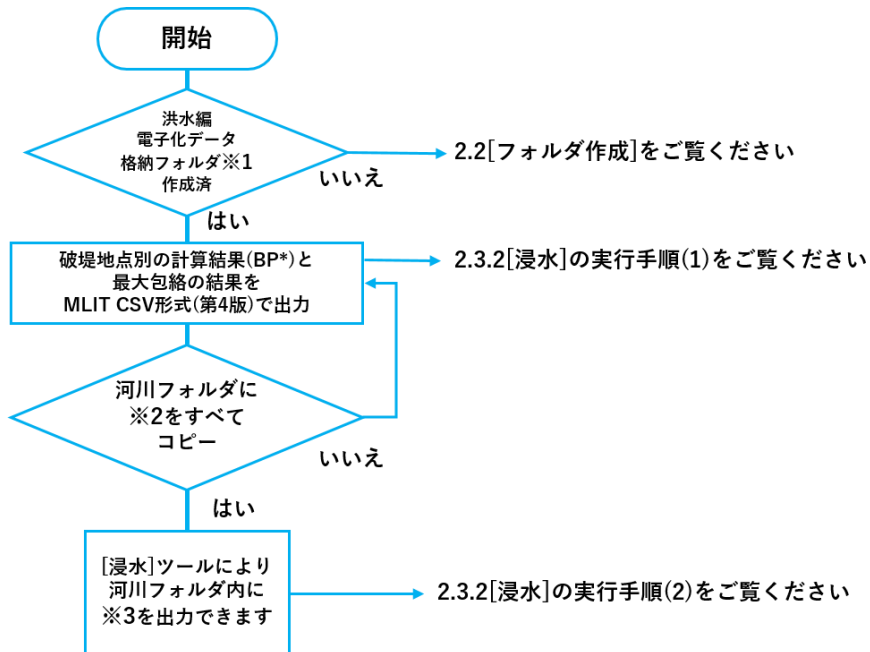 開始
洪水編
電子化データ
格納フォルダ※1
作成済
2.2[フォルダ作成]をご覧ください
いいえ
はい
破堤地点別の計算結果(BP*)と
最大包絡の結果を
MLIT CSV形式(第4版)で出力
2.3.2[浸水]の実行手順(1)をご覧ください
河川フォルダに
※2をすべて
コピー
いいえ
はい
[浸水]ツールにより
河川フォルダ内に
※3を出力できます
2.3.2[浸水]の実行手順(2)をご覧ください